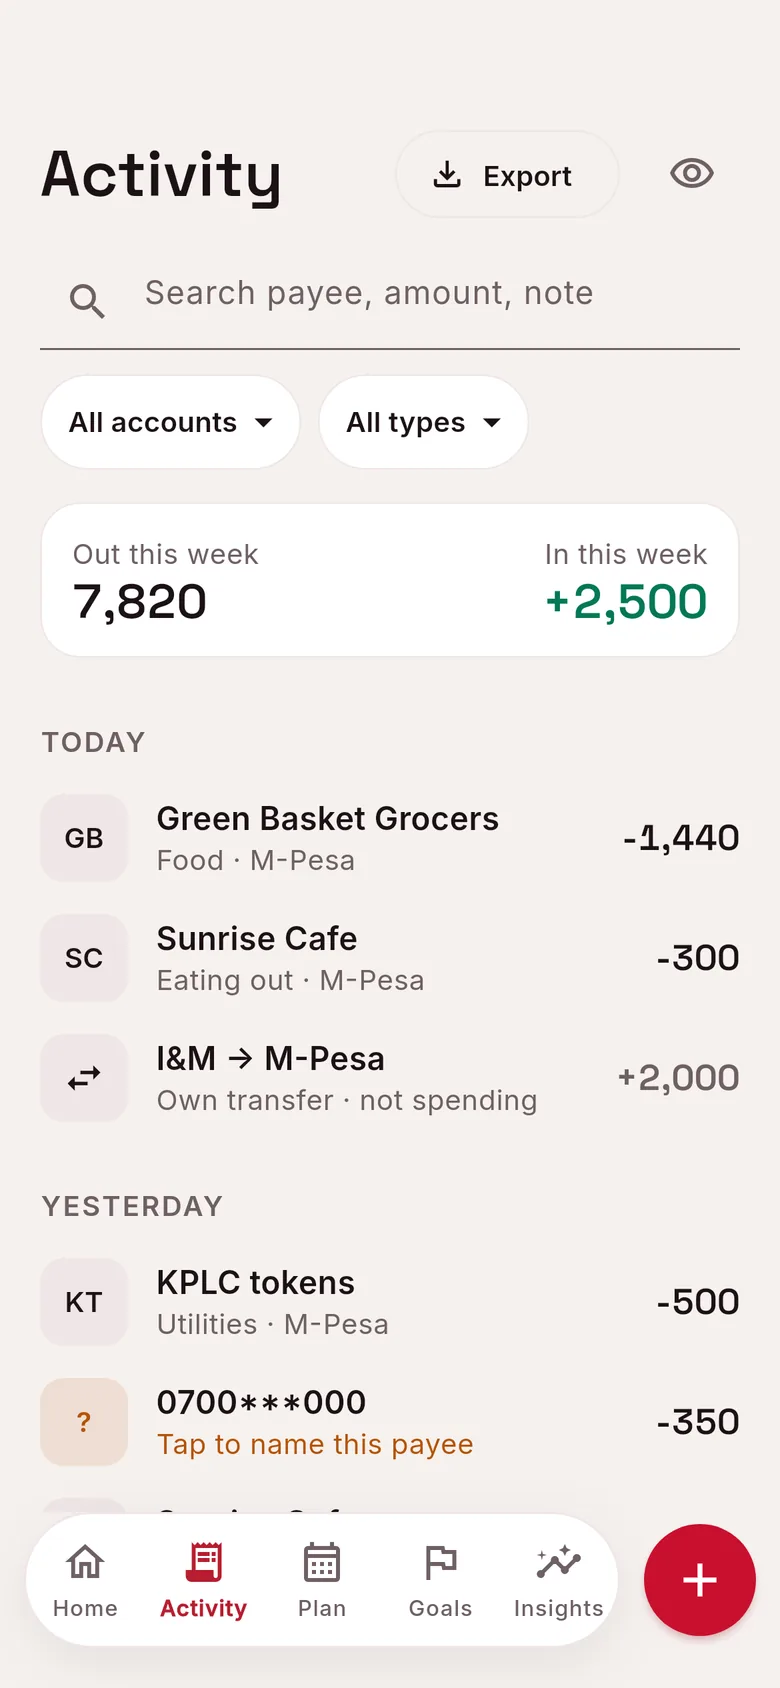 Activity
Export
Search payee, amount, note
All accounts
All types
Out this week
In this week
7,820
+2,500
TODAY
GB
Green Basket Grocers
Food · M-Pesa
-1,440
SC
Sunrise Cafe
Eating out · M-Pesa
-300
I&M → M-Pesa
Own transfer · not spending
+2,000
YESTERDAY
KT
KPLC tokens
Utilities · M-Pesa
-500
?
0700***000
Tap to name this payee
-350
Home
Activity
Plan
Goals
Insights